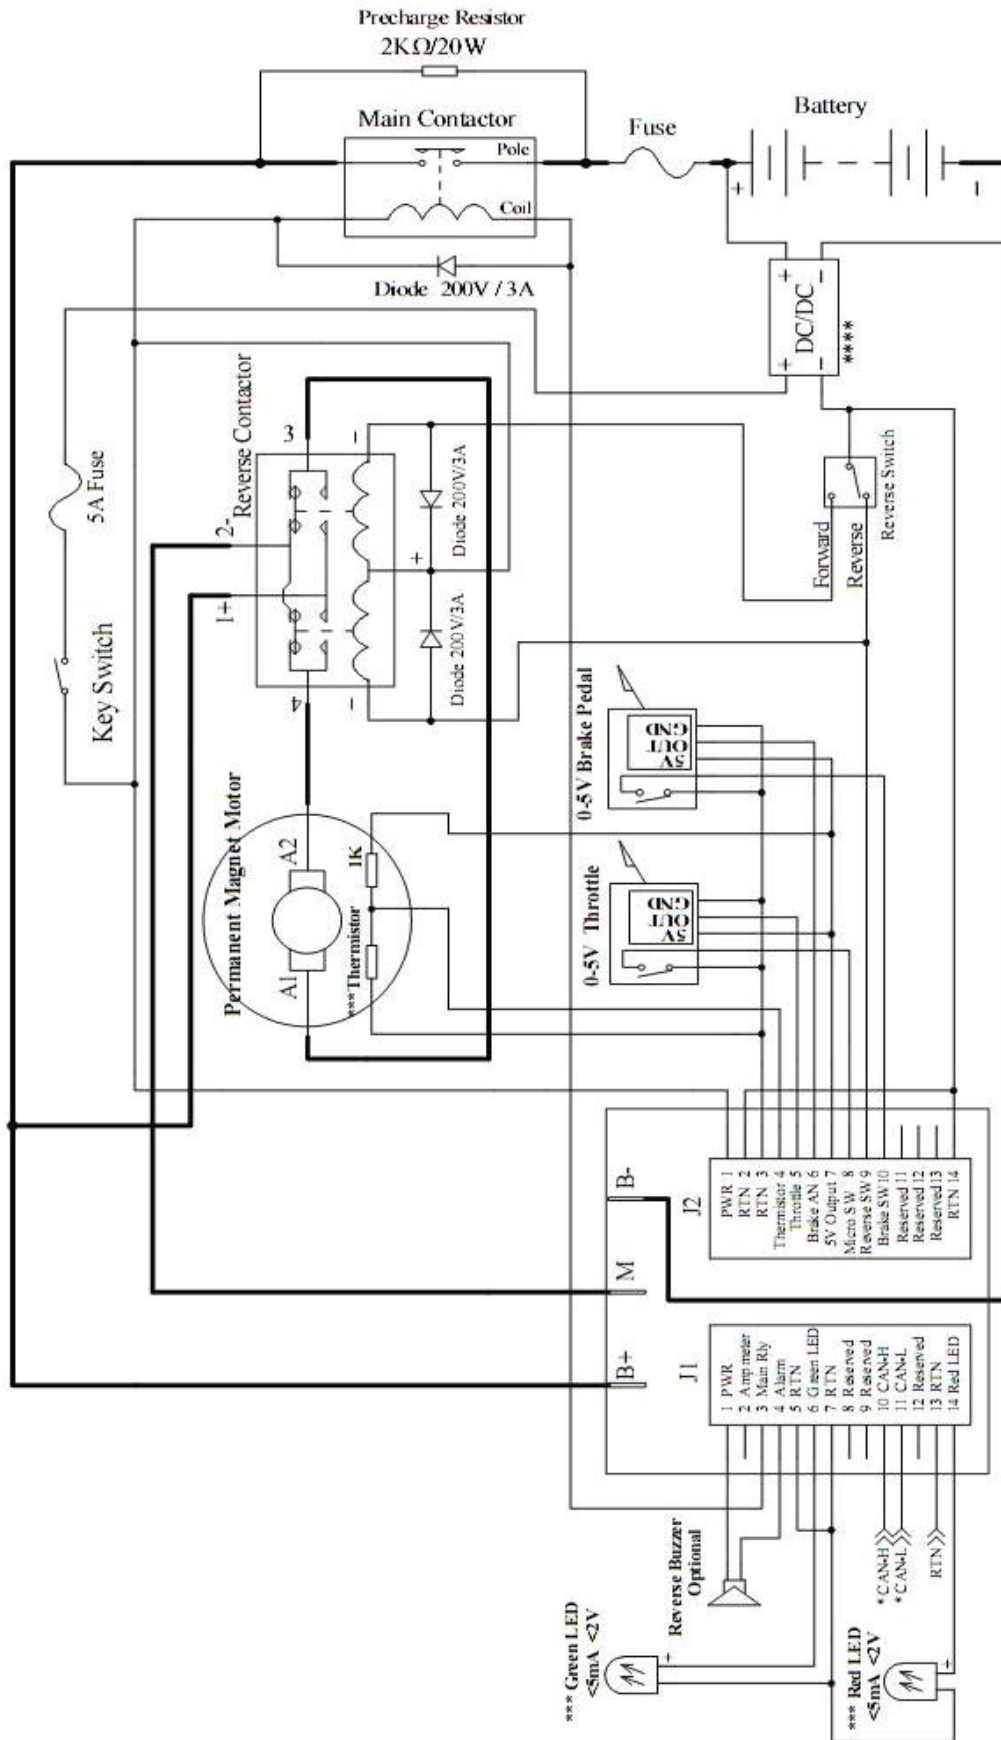 Precharge Resistor
2KΩ/20W
Main Contactor
Pole
Coil
Fuse
Battery
+
−
Diode 200V / 3A
+
−
DC/DC
+
−
****
5A Fuse
Key Switch
Reverse Contactor
3
2-
1+
4
−
+
−
Diode 200V/3A
Diode 200V/3A
Forward
Reverse
Reverse Switch
Permanent Magnet Motor
A1
A2
1K
***Thermistor
0-5V Brake Pedal
GND
OUT
5V
0-5V Throttle
GND
OUT
5V
B-
M
B+
J2
PWR 1
RTN 2
RTN 3
Thermistor 4
Throttle 5
Brake AN 6
5V Output 7
Micro SW 8
Reverse SW 9
Brake SW10
Reserved 11
Reserved 12
Reserved13
RTN 14
J1
1 PWR
2 Ampmeter
3 Main Rly
4 Alarm
5 RTN
6 Green LED
7 RTN
8 Reserved
9 Reserved
10 CAN-H
11 CAN-L
12 Reserved
13 RTN
14 Red LED
Reverse Buzzer
Optional
*** Green LED
<5mA <2V
+
*CAN-H
*CAN-L
RTN
*** Red LED
<5mA <2V
+